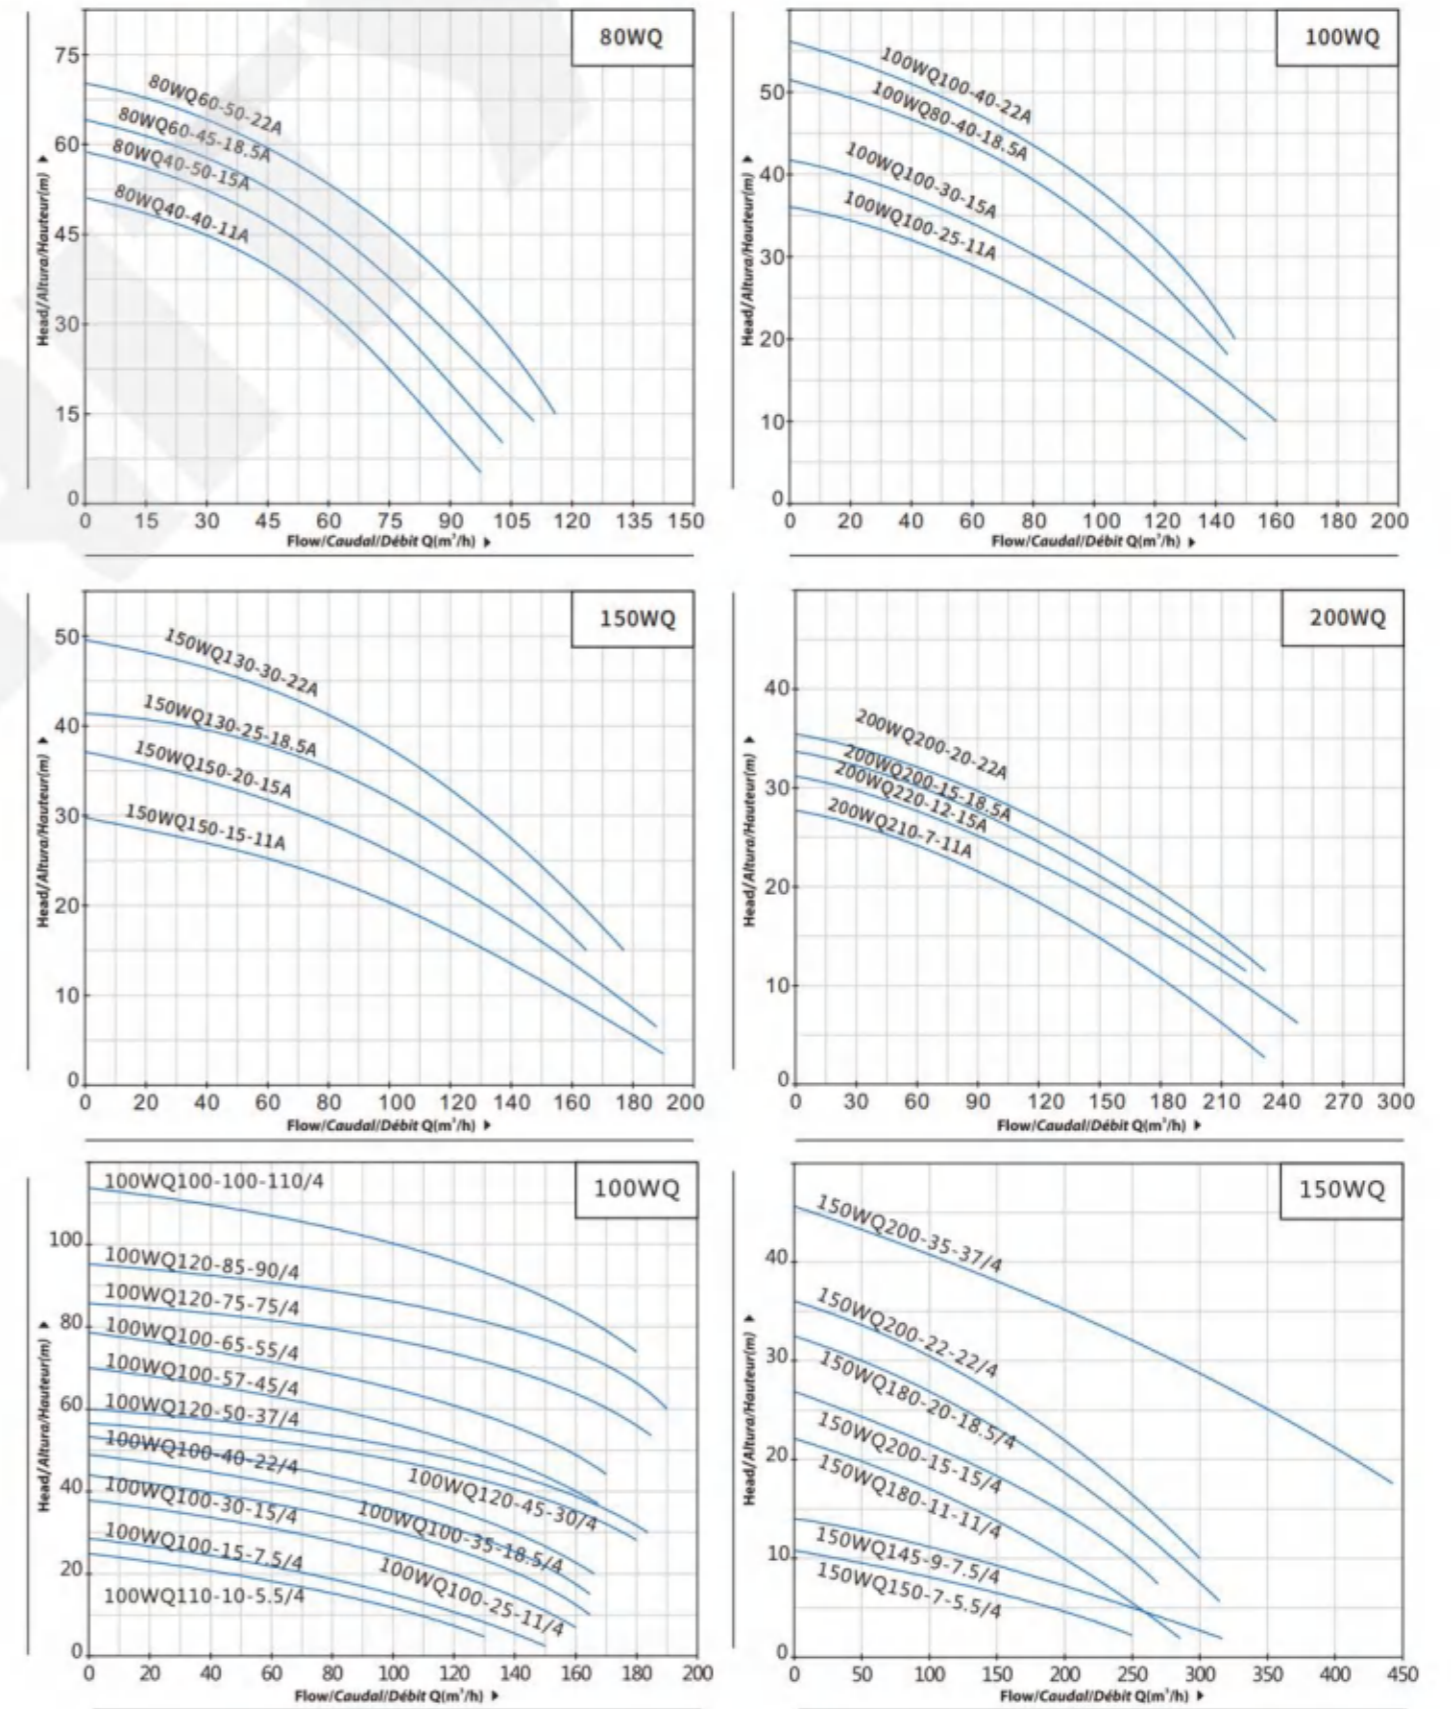 80WQ
75
60
45
30
15
0
80WQ60-50-22A
80WQ60-45-18.5A
80WQ40-50-15A
80WQ40-40-11A
Head/Altura/Hauteur(m)
0 15 30 45 60 75 90 105 120 135 150
Flow/Caudal/Débit Q(m³/h)
100WQ
50
40
30
20
10
0
100WQ100-40-22A
100WQ80-40-18.5A
100WQ100-30-15A
100WQ100-25-11A
Head/Altura/Hauteur(m)
0 20 40 60 80 100 120 140 160 180 200
Flow/Caudal/Débit Q(m³/h)
150WQ
50
40
30
20
10
0
150WQ130-30-22A
150WQ130-25-18.5A
150WQ150-20-15A
150WQ150-15-11A
Head/Altura/Hauteur(m)
0 20 40 60 80 100 120 140 160 180 200
Flow/Caudal/Débit Q(m³/h)
200WQ
40
30
20
10
0
200WQ200-20-22A
200WQ200-15-18.5A
200WQ220-12-15A
200WQ210-7-11A
Head/Altura/Hauteur(m)
0 30 60 90 120 150 180 210 240 270 300
Flow/Caudal/Débit Q(m³/h)
100WQ
100
80
60
40
20
0
100WQ100-100-110/4
100WQ120-85-90/4
100WQ120-75-75/4
100WQ100-65-55/4
100WQ100-57-45/4
100WQ120-50-37/4
100WQ120-45-30/4
100WQ100-40-22/4
100WQ100-35-18.5/4
100WQ100-30-15/4
100WQ100-25-11/4
100WQ100-15-7.5/4
100WQ110-10-5.5/4
Head/Altura/Hauteur(m)
0 20 40 60 80 100 120 140 160 180 200
Flow/Caudal/Débit Q(m³/h)
150WQ
40
30
20
10
0
150WQ200-35-37/4
150WQ200-22-22/4
150WQ180-20-18.5/4
150WQ200-15-15/4
150WQ180-11-11/4
150WQ145-9-7.5/4
150WQ150-7-5.5/4
Head/Altura/Hauteur(m)
0 50 100 150 200 250 300 350 400 450
Flow/Caudal/Débit Q(m³/h)